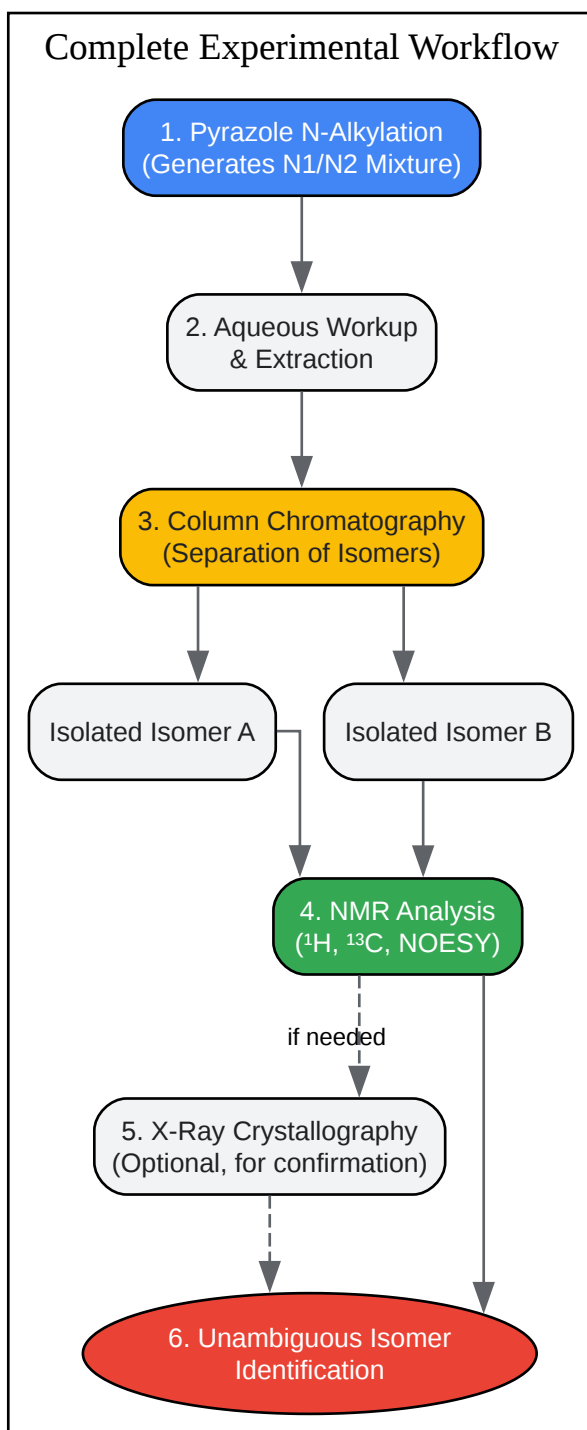 Complete Experimental Workflow
1. Pyrazole N-Alkylation
(Generates N1/N2 Mixture)
2. Aqueous Workup
& Extraction
3. Column Chromatography
(Separation of Isomers)
Isolated Isomer A
Isolated Isomer B
4. NMR Analysis
(¹H, ¹³C, NOESY)
if needed
5. X-Ray Crystallography
(Optional, for confirmation)
6. Unambiguous Isomer
Identification